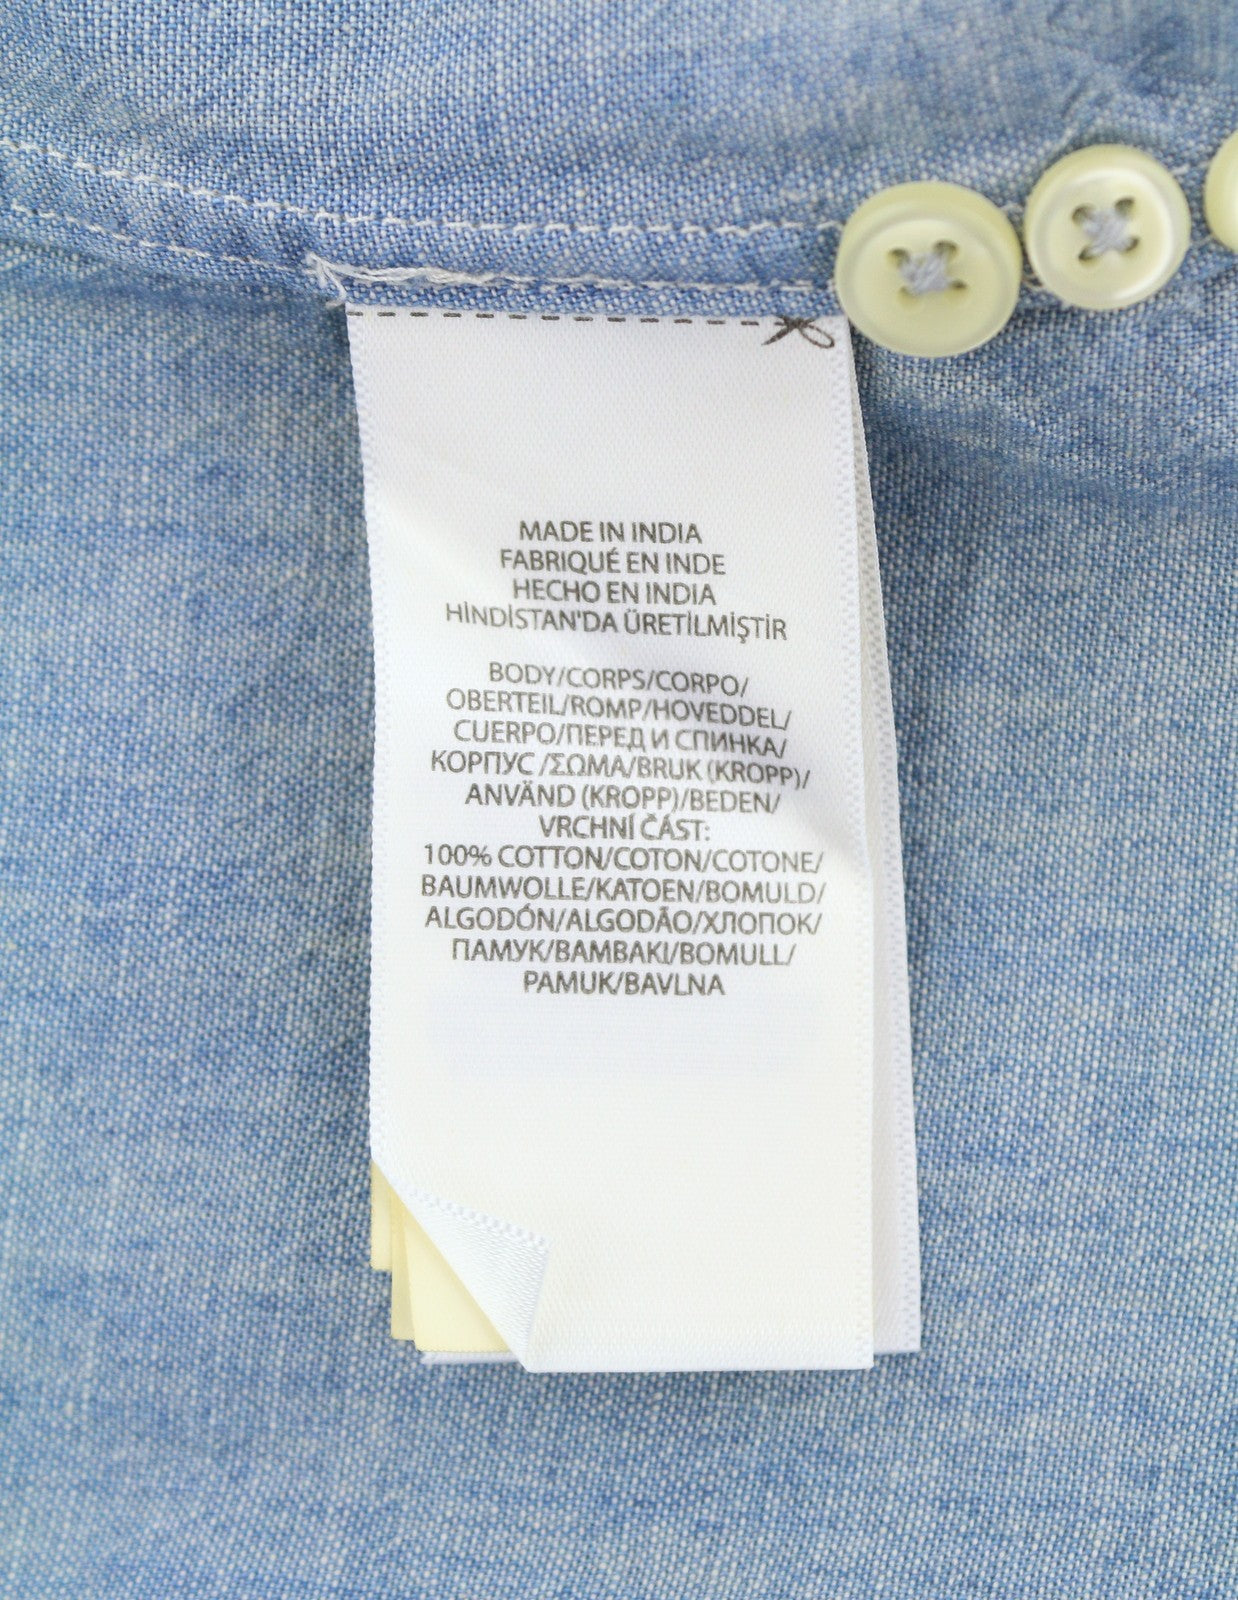 MADE IN INDIA
FABRIQUÉ EN INDE
HECHO EN INDIA
HİNDİSTAN'DA ÜRETİLMİŞTİR
BODY/CORPS/CORPO/
OBERTEIL/ROMP/HOVEDDEL/
CUERPO/ПЕРЕД И СПИНКА/
КОРПУС /ΣΩΜΑ/BRUK (KROPP)/
ANVÄND (KROPP)/BEDEN/
VRCHNÍ ČÁST:
100% COTTON/COTON/COTONE/
BAUMWOLLE/KATOEN/BOMULD/
ALGODÓN/ALGODÃO/ХЛОПОК/
ПАМУК/ΒΑΜΒΑΚΙ/BOMULL/
PAMUK/BAVLNA